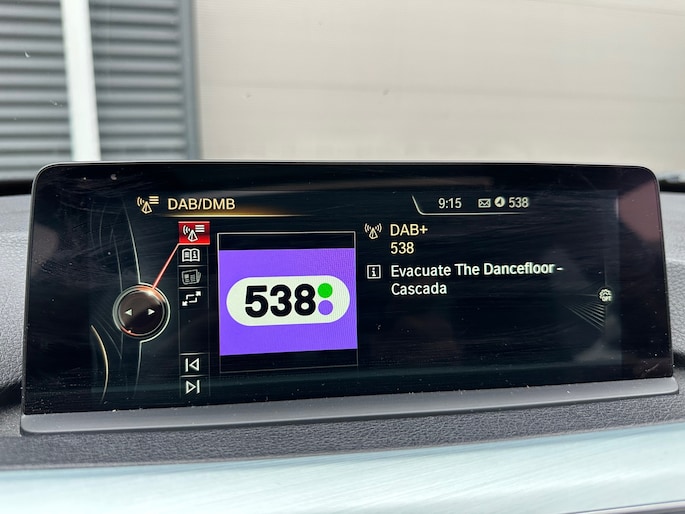 DAB/DMB
9:15 538
DAB+
538
Evacuate The Dancefloor -
Cascada
538